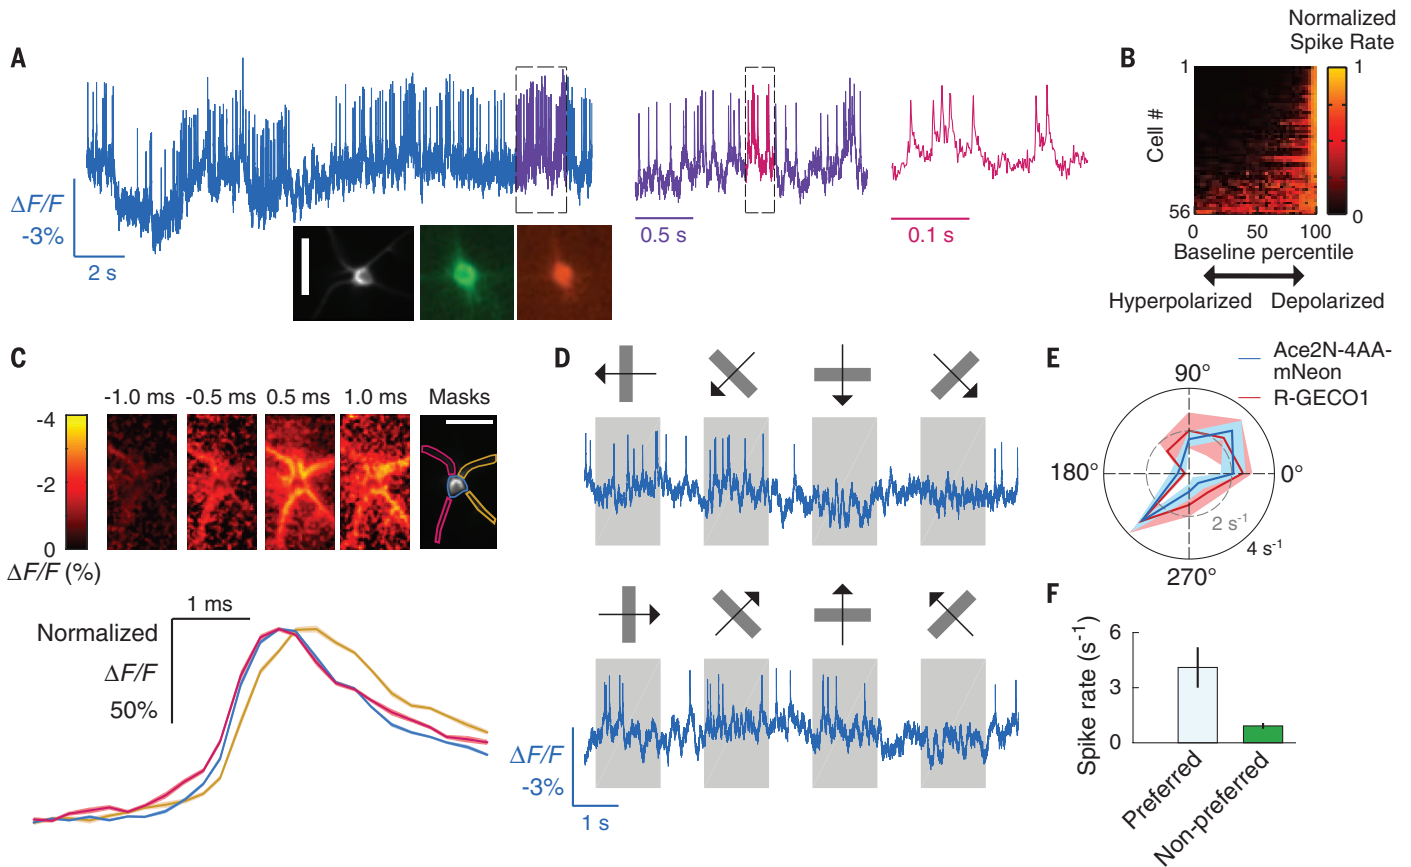 A
ΔF/F
-3%
2 s
0.5 s
0.1 s
B
Normalized
Spike Rate
1
0
Cell #
1
56
0
50
100
Baseline percentile
Hyperpolarized
Depolarized
C
-1.0 ms
-0.5 ms
0.5 ms
1.0 ms
Masks
-4
-2
0
ΔF/F (%)
1 ms
Normalized
ΔF/F
50%
D
ΔF/F
-3%
1 s
E
Ace2N-4AA-
mNeon
R-GECO1
90°
180°
0°
2 s-1
4 s-1
270°
F
Spike rate (s-1)
6
3
0
Preferred
Non-preferred